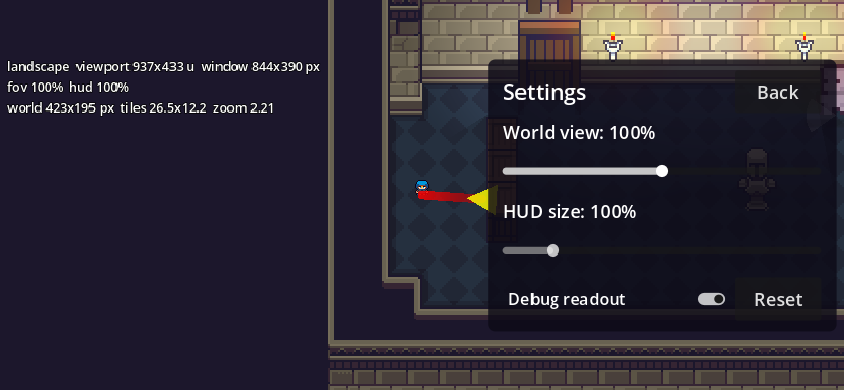 landscape viewport 937x433 u window 844x390 px
fov 100% hud 100%
world 423x195 px tiles 26.5x12.2 zoom 2.21
Settings
Back
World view: 100%
HUD size: 100%
Debug readout
Reset